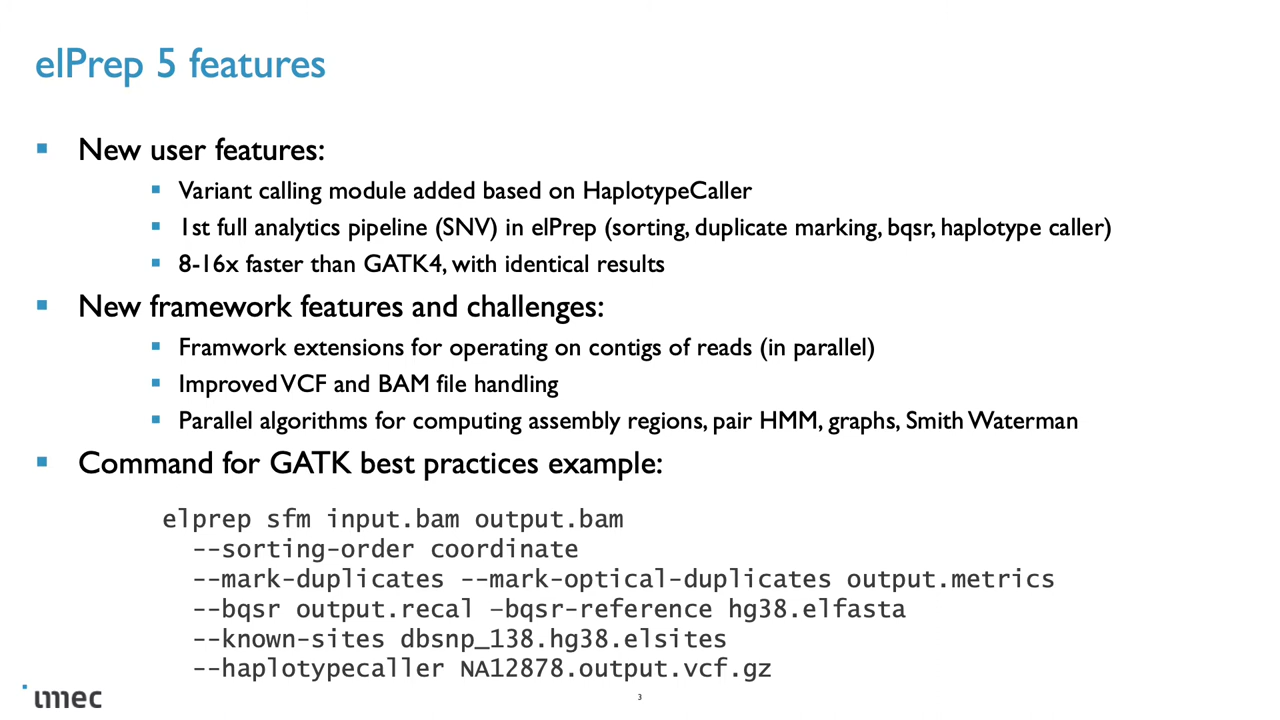 elPrep 5 features
New user features:
Variant calling module added based on HaplotypeCaller
1st full analytics pipeline (SNV) in elPrep (sorting, duplicate marking, bqsr, haplotype caller)
8-16x faster than GATK4, with identical results
New framework features and challenges:
Framwork extensions for operating on contigs of reads (in parallel)
Improved VCF and BAM file handling
Parallel algorithms for computing assembly regions, pair HMM, graphs, Smith Waterman
Command for GATK best practices example:
elprep sfm input.bam output.bam
--sorting-order coordinate
--mark-duplicates --mark-optical-duplicates output.metrics
--bqsr output.recal –bqsr-reference hg38.elfasta
--known-sites dbsnp_138.hg38.elsites
--haplotypecaller NA12878.output.vcf.gz
imec
3